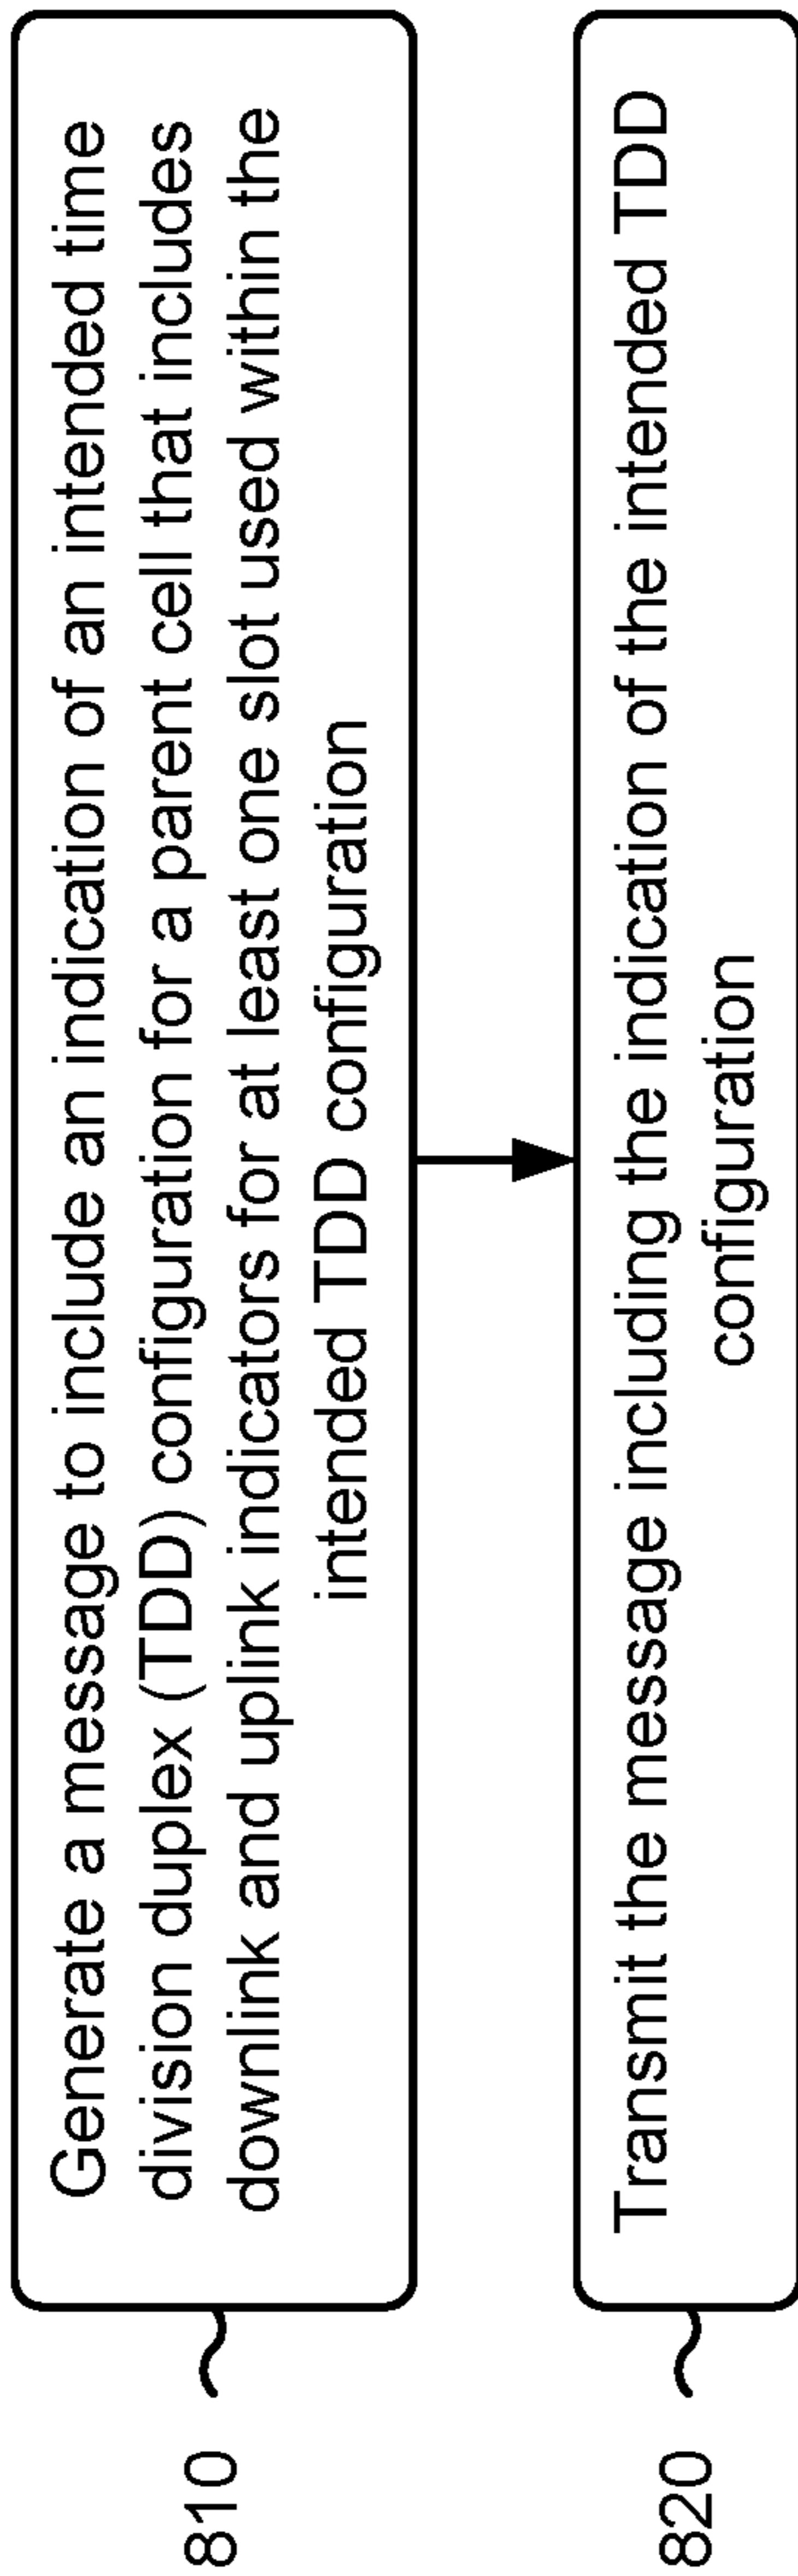 810
Generate a message to include an indication of an intended time
division duplex (TDD) configuration for a parent cell that includes
downlink and uplink indicators for at least one slot used within the
intended TDD configuration
820
Transmit the message including the indication of the intended TDD
configuration